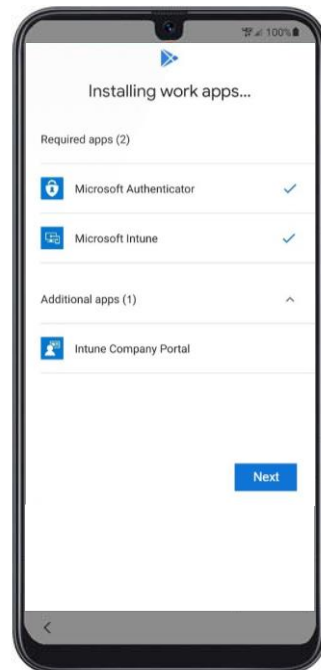 100%
Installing work apps...
Required apps (2)
Microsoft Authenticator
Microsoft Intune
Additional apps (1)
Intune Company Portal
Next